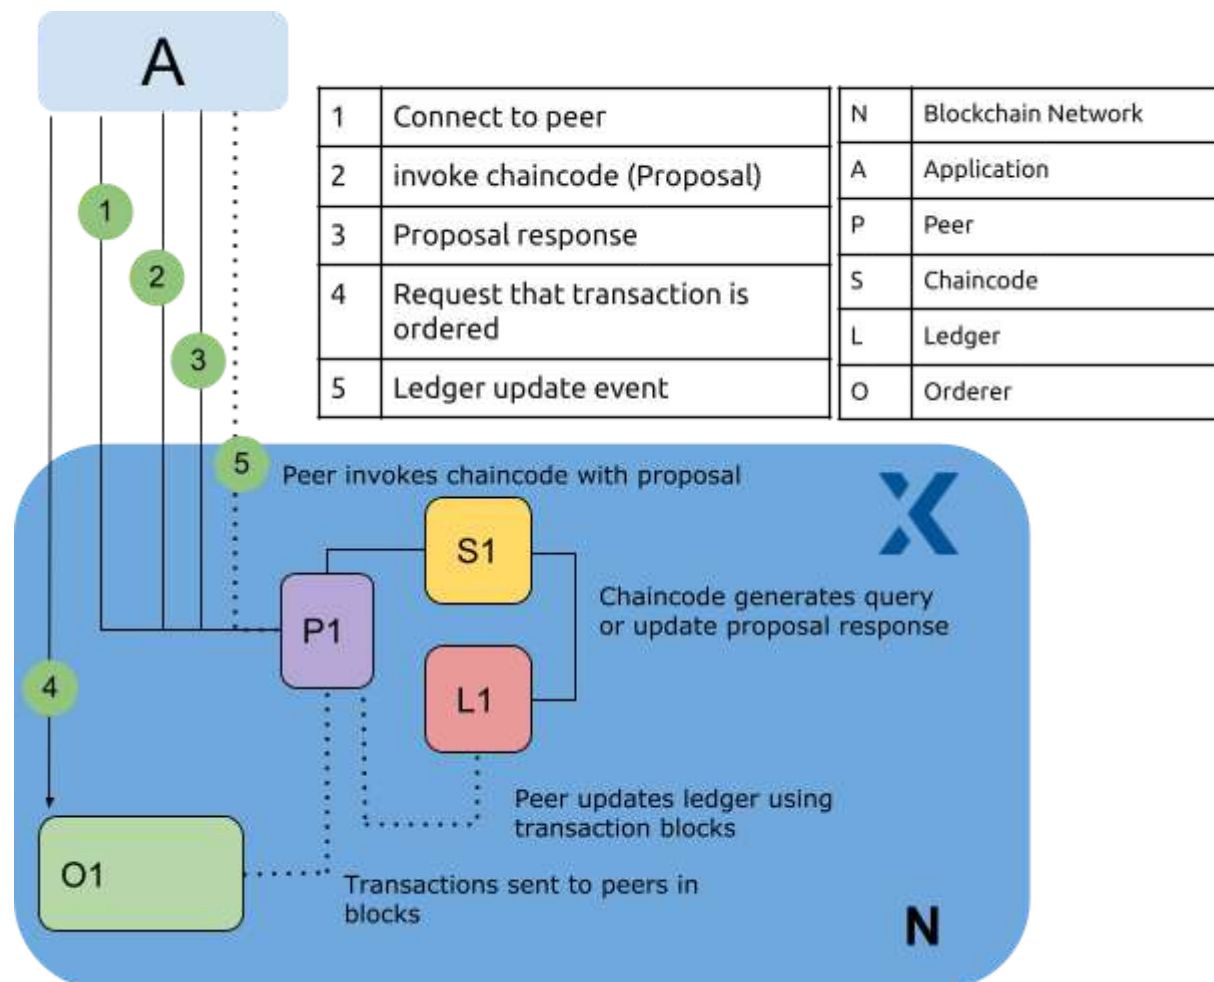 A
1 Connect to peer
2 invoke chaincode (Proposal)
3 Proposal response
4 Request that transaction is
ordered
5 Ledger update event
N Blockchain Network
A Application
P Peer
S Chaincode
L Ledger
O Orderer
1
2
3
5
4
Peer invokes chaincode with proposal
S1
P1
Chaincode generates query
or update proposal response
L1
Peer updates ledger using
transaction blocks
O1
Transactions sent to peers in
blocks
N